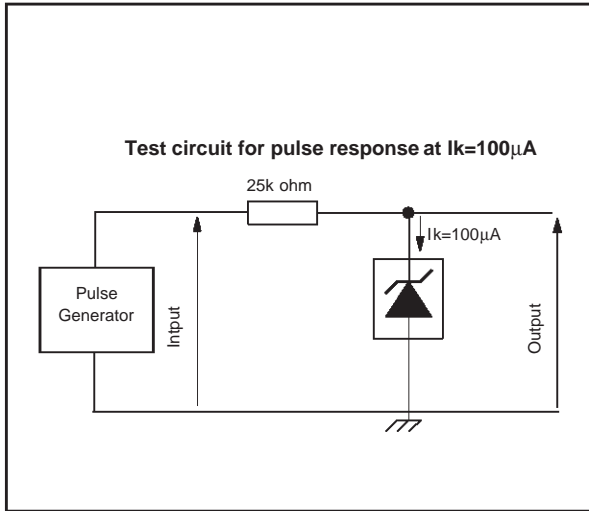 Test circuit for pulse response at Ik=100µA
25k ohm
Ik=100µA
Pulse
Generator
Intput
Output